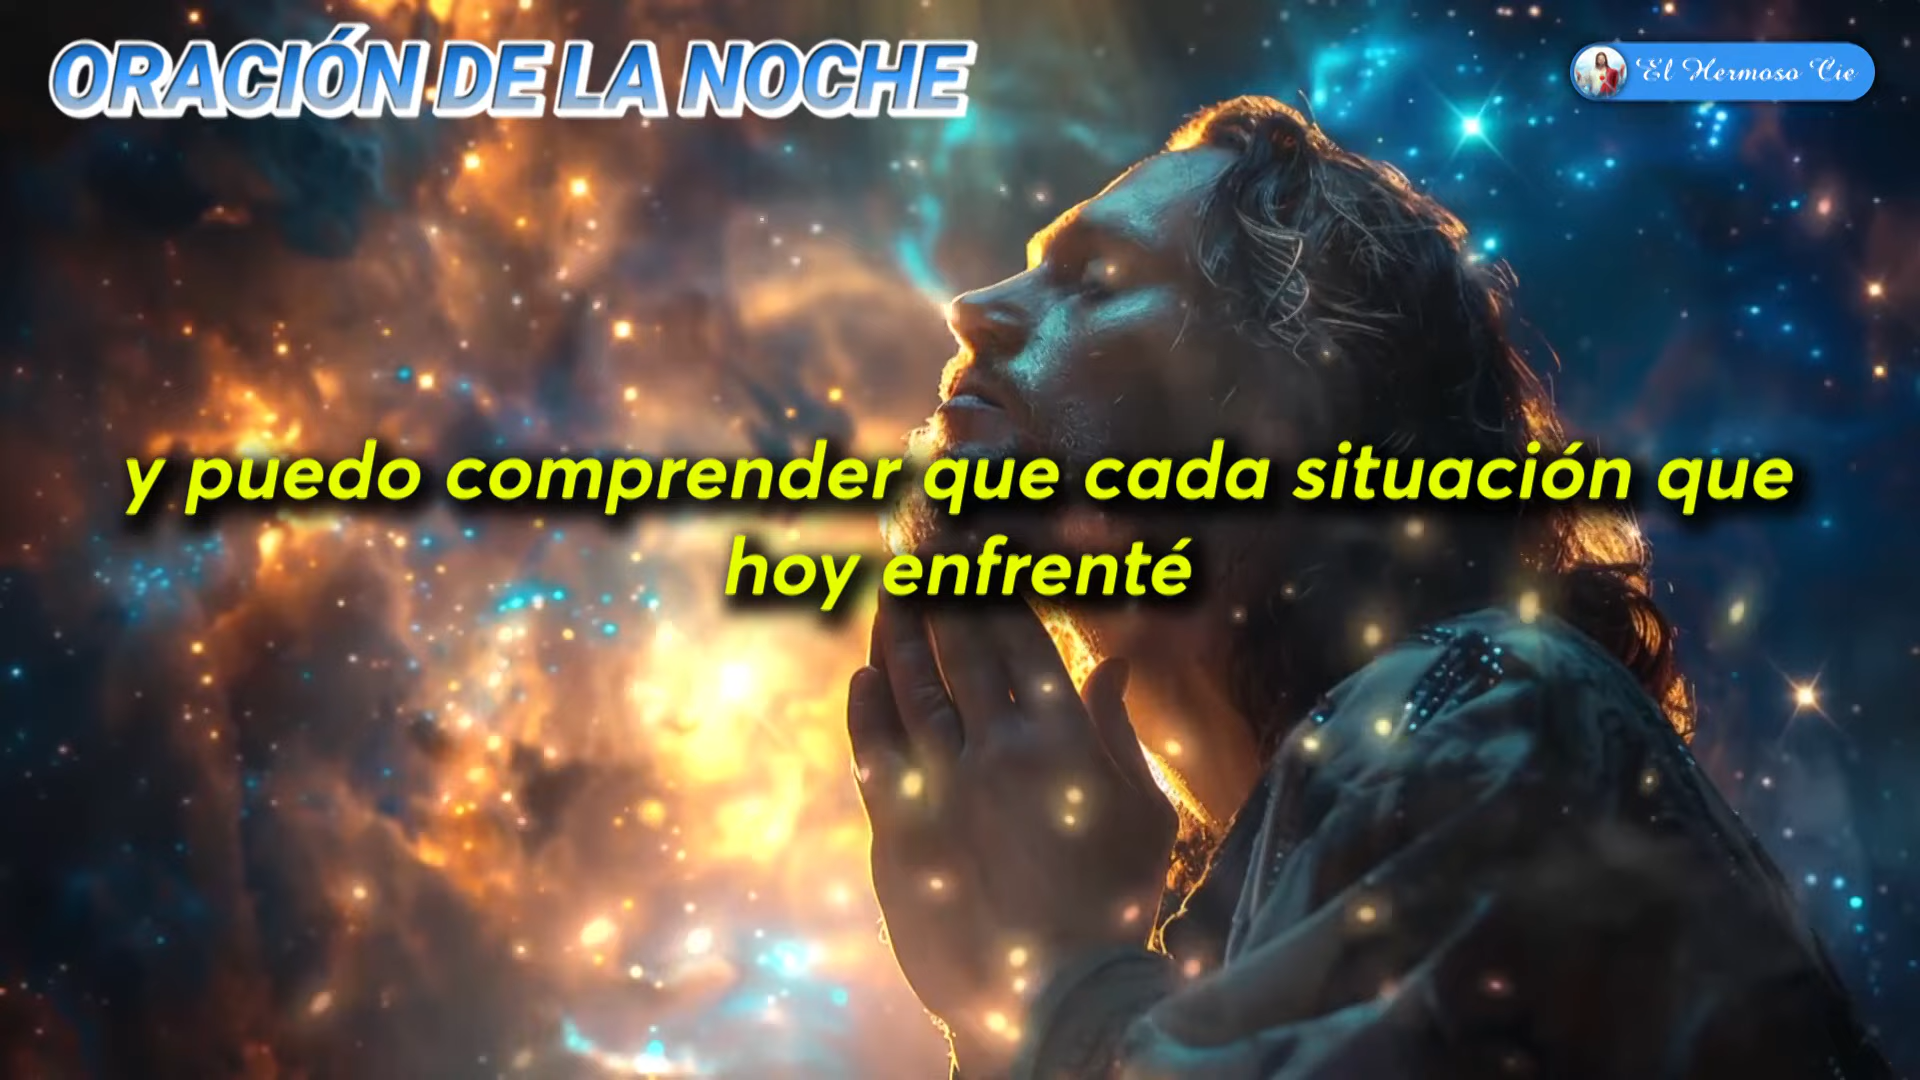 ORACIÓN DE LA NOCHE
El Hermoso Cie
y puedo comprender que cada situación que
hoy enfrenté